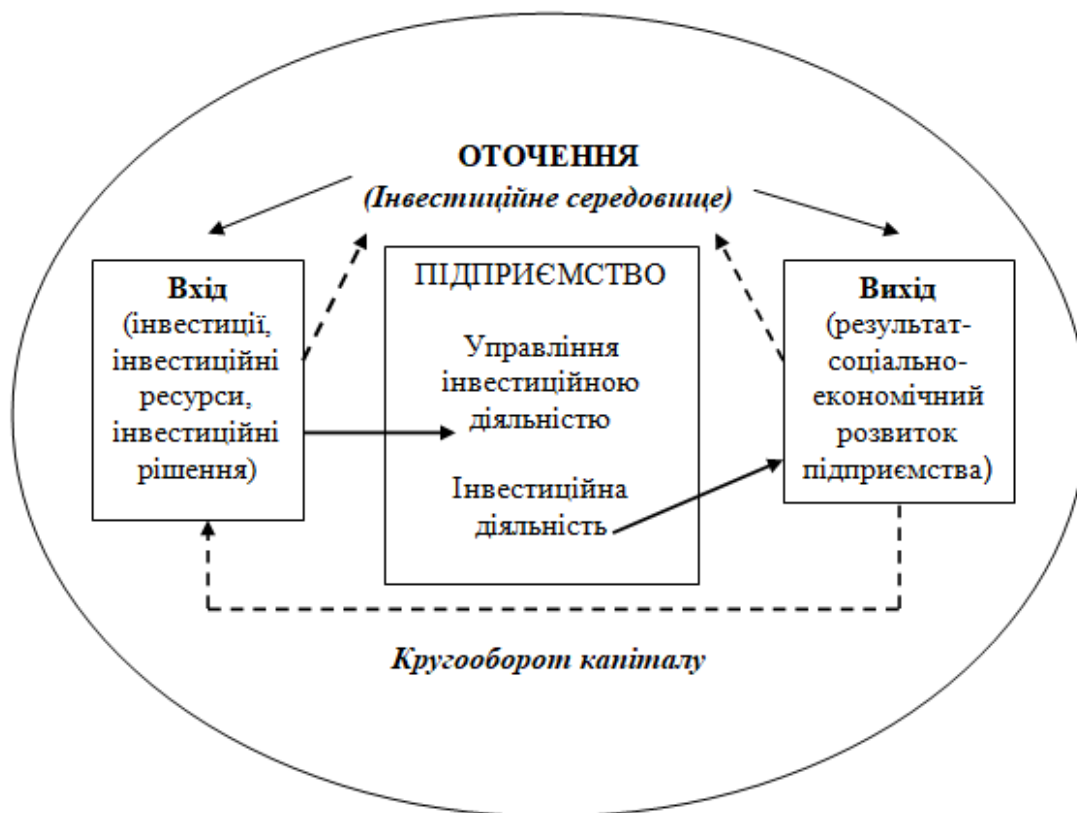 ОТОЧЕННЯ
(Інвестиційне середовище)
Вхід
(інвестиції,
інвестиційні
ресурси,
інвестиційні
рішення)
ПІДПРИЄМСТВО
Управління
інвестиційною
діяльністю
Інвестиційна
діяльність
Вихід
(результат-
соціально-
економічний
розвиток
підприємства)
Кругооборот капіталу